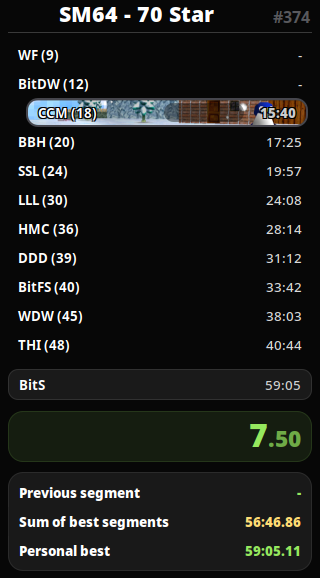 SM64 - 70 Star #374
WF (9) -
BitDW (12) -
CCM (18) 15:40
BBH (20) 17:25
SSL (24) 19:57
LLL (30) 24:08
HMC (36) 28:14
DDD (39) 31:12
BitFS (40) 33:42
WDW (45) 38:03
THI (48) 40:44
BitS 59:05
7.50
Previous segment -
Sum of best segments 56:46.86
Personal best 59:05.11